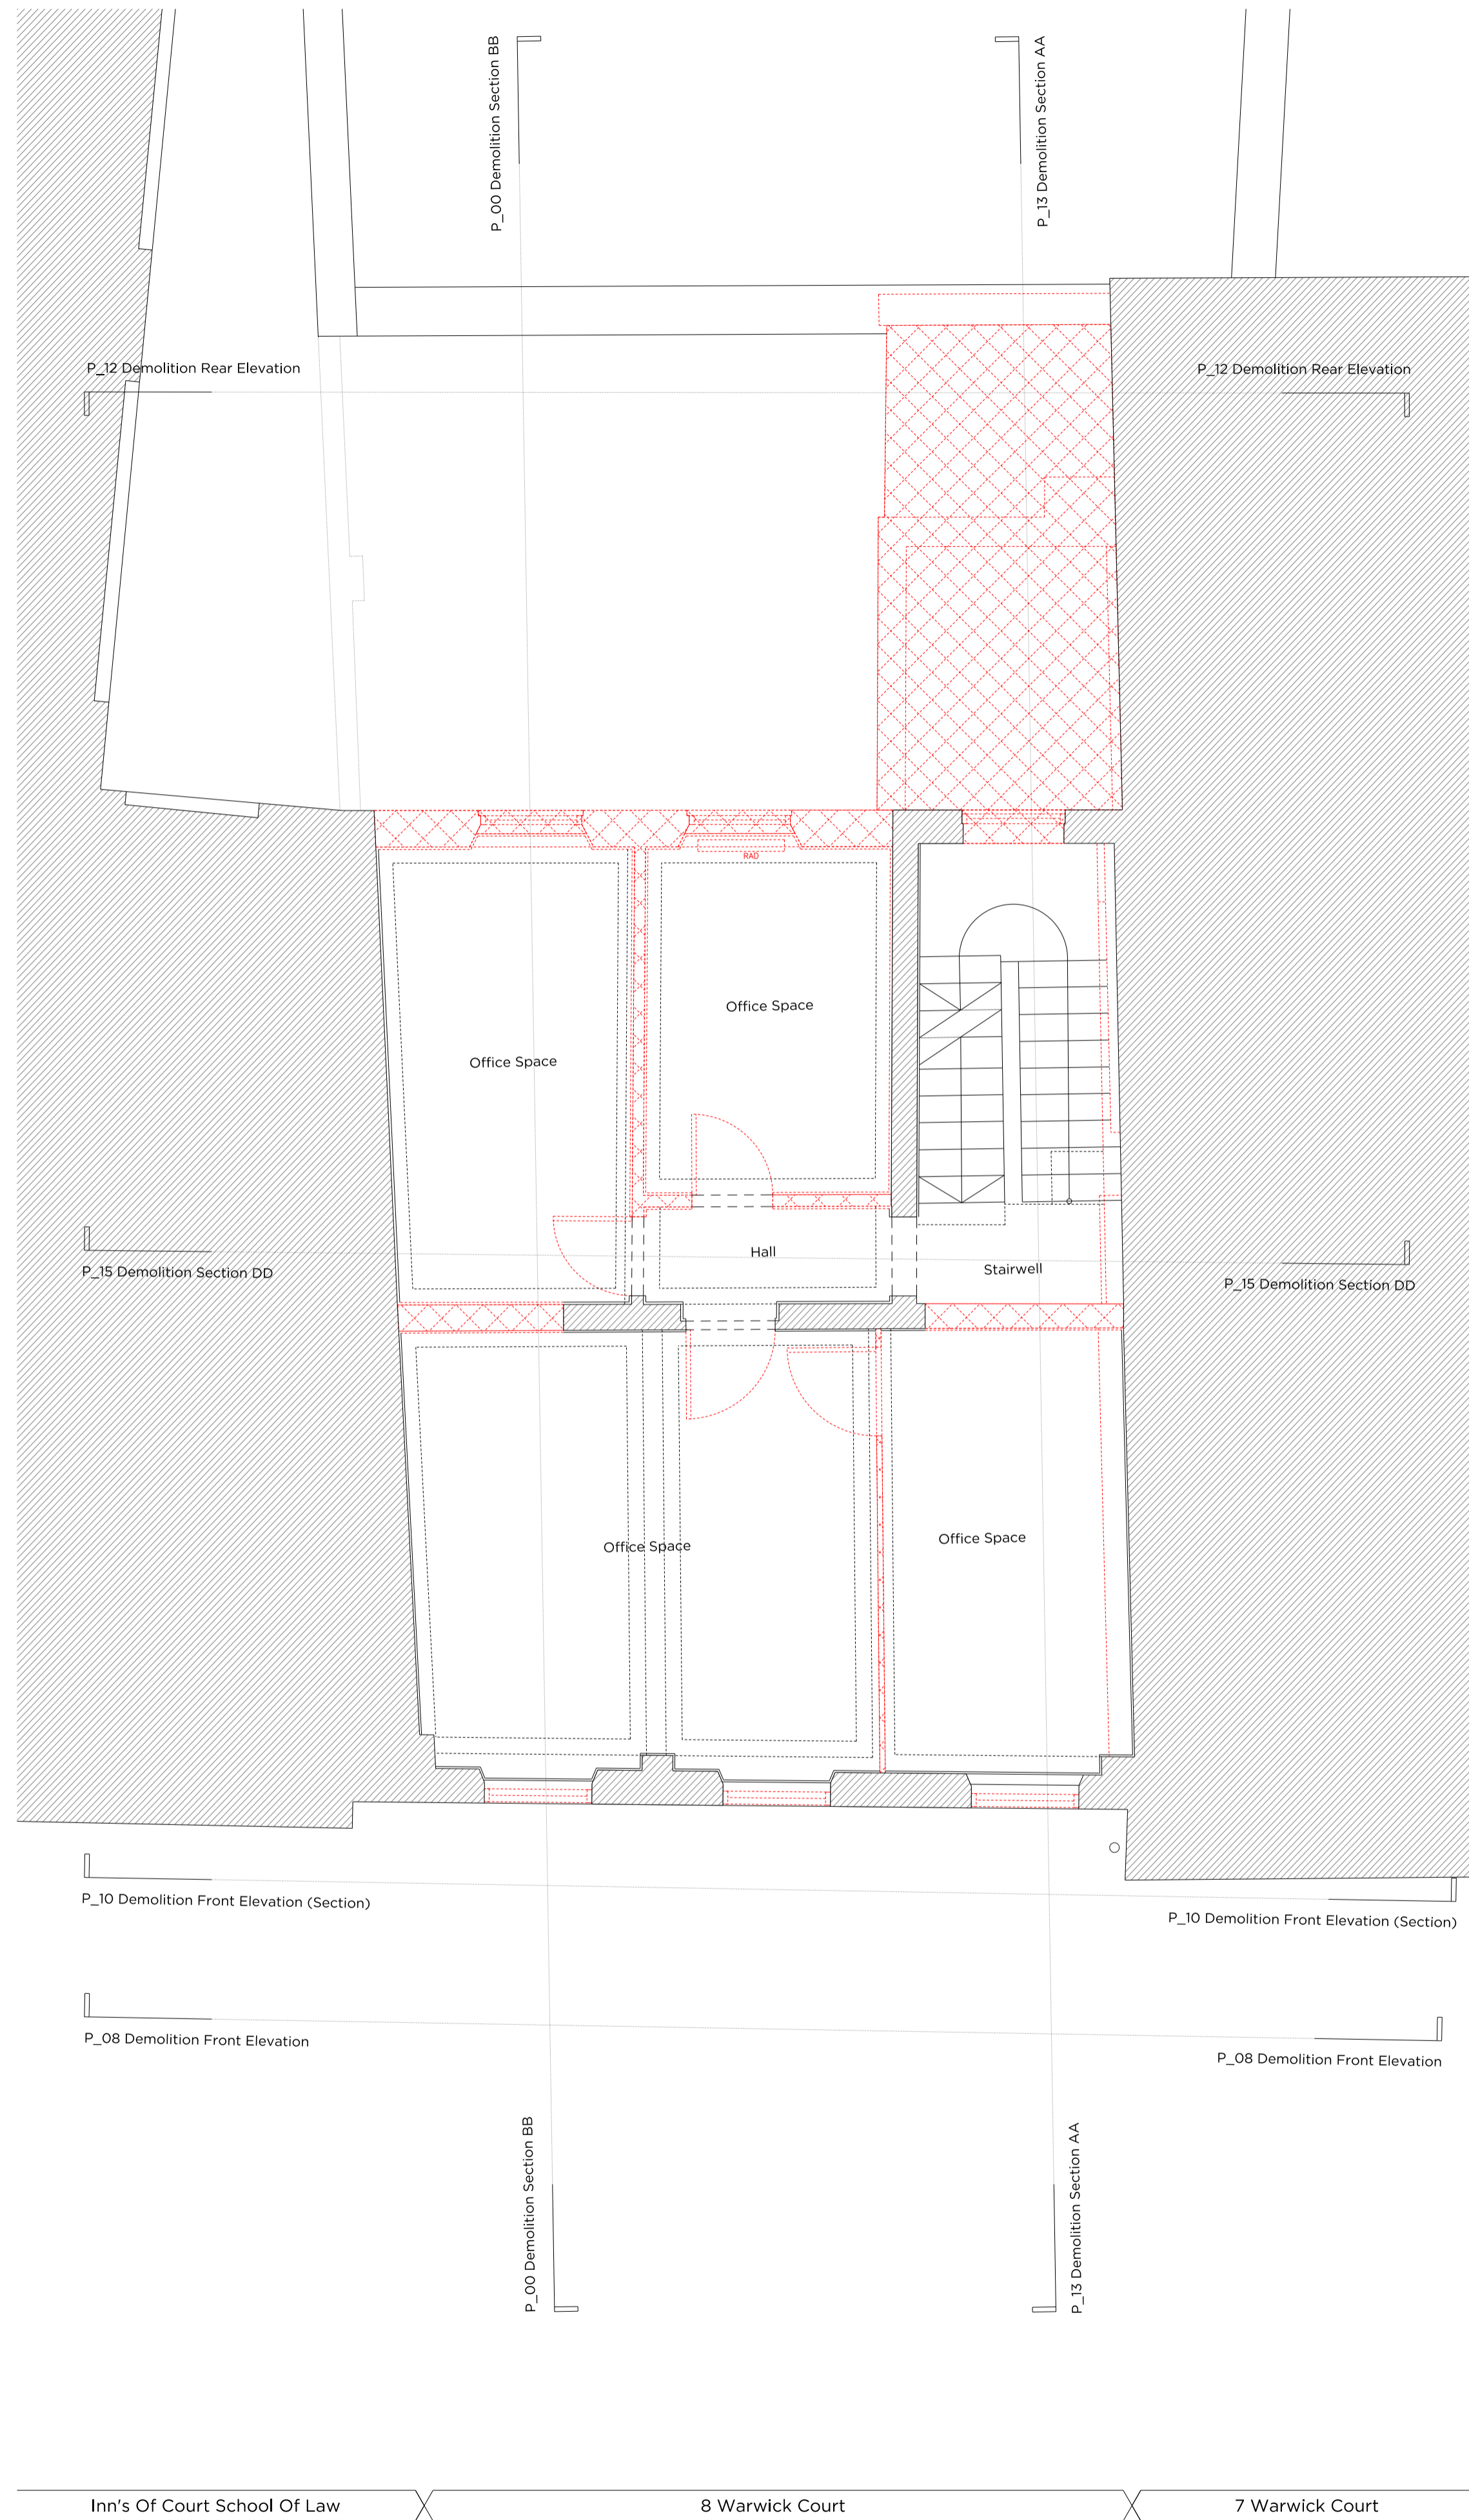 P_00 Demolition Section BB
P_13 Demolition Section AA
P_12 Demolition Rear Elevation
P_12 Demolition Rear Elevation
RAD
Office Space
Office Space
Hall
Stairwell
P_15 Demolition Section DD
P_15 Demolition Section DD
Office Space
Office Space
P_10 Demolition Front Elevation (Section)
P_10 Demolition Front Elevation (Section)
P_08 Demolition Front Elevation
P_08 Demolition Front Elevation
P_00 Demolition Section BB
P_13 Demolition Section AA
Inn's Of Court School Of Law
8 Warwick Court
7 Warwick Court